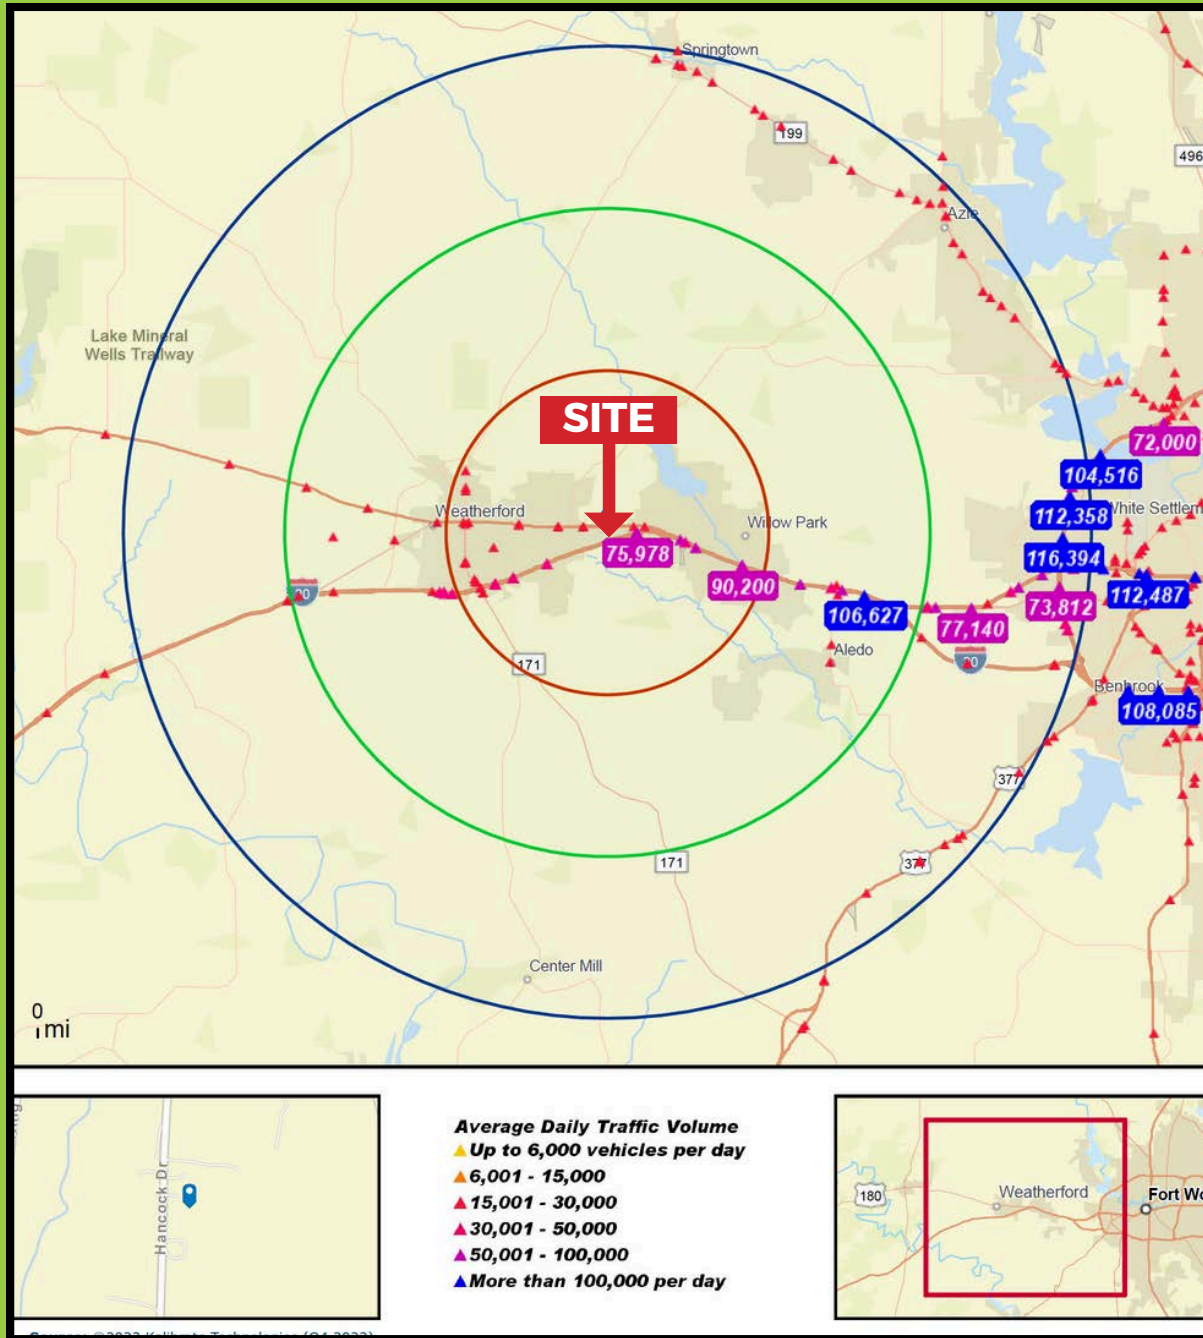 Springtown
199
496
Azle
Lake Mineral
Wells Trailway
SITE
72,000
104,516
Weatherford
112,358
White Settlem
Willow Park
75,978
116,394
90,200
112,487
20
106,627
73,812
77,140
171
Aledo
20
Benbrook
108,085
377
171
377
Center Mill
0
mi
Hancock Dr
Average Daily Traffic Volume
Up to 6,000 vehicles per day
6,001 - 15,000
15,001 - 30,000
30,001 - 50,000
50,001 - 100,000
More than 100,000 per day
180
Weatherford
Fort Wo